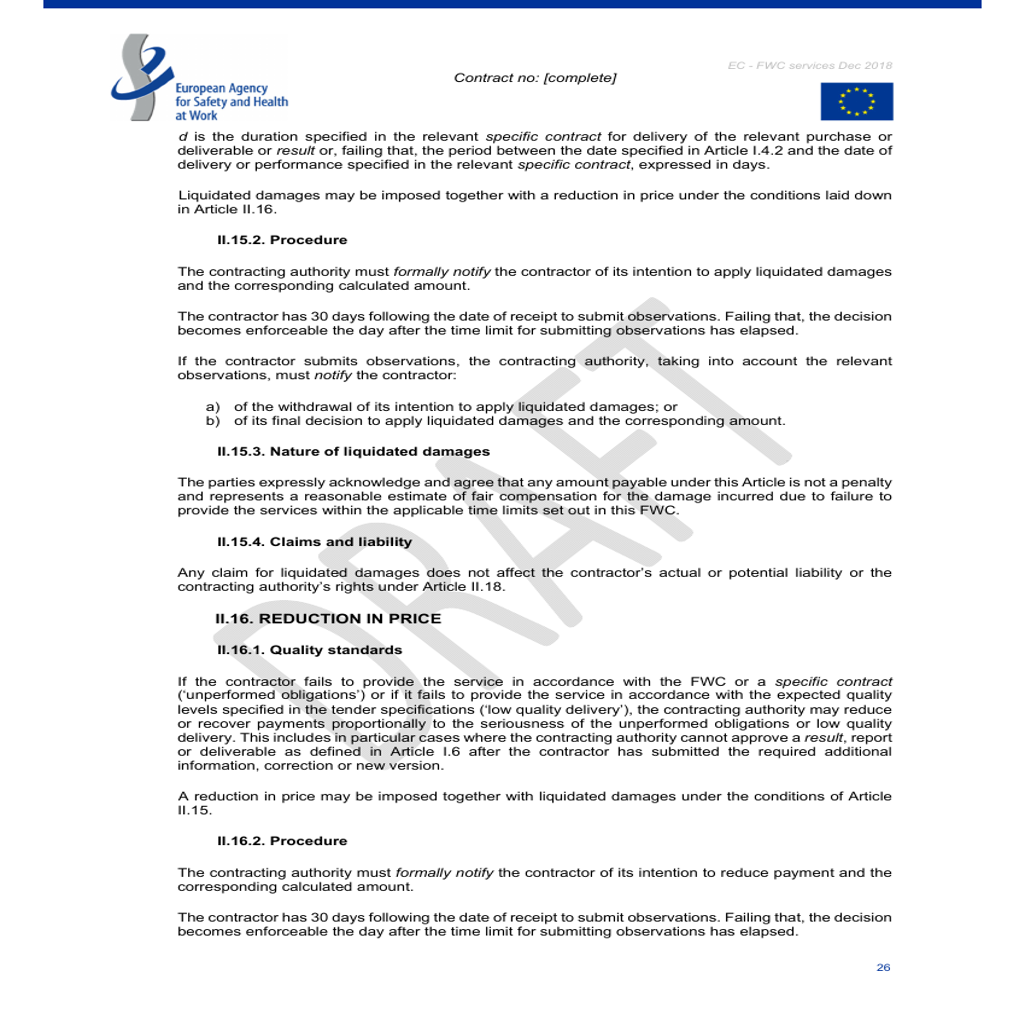 EC - FWC services Dec 2018
Contract no: [complete]
European Agency
for Safety and Health
at Work
d is the duration specified in the relevant specific contract for delivery of the relevant purchase or
deliverable or result or, failing that, the period between the date specified in Article I.4.2 and the date of
delivery or performance specified in the relevant specific contract, expressed in days.
Liquidated damages may be imposed together with a reduction in price under the conditions laid down
in Article II.16.
II.15.2. Procedure
The contracting authority must formally notify the contractor of its intention to apply liquidated damages
and the corresponding calculated amount.
The contractor has 30 days following the date of receipt to submit observations. Failing that, the decision
becomes enforceable the day after the time limit for submitting observations has elapsed.
If the contractor submits observations, the contracting authority, taking into account the relevant
observations, must notify the contractor:
a) of the withdrawal of its intention to apply liquidated damages; or
b) of its final decision to apply liquidated damages and the corresponding amount.
II.15.3. Nature of liquidated damages
The parties expressly acknowledge and agree that any amount payable under this Article is not a penalty
and represents a reasonable estimate of fair compensation for the damage incurred due to failure to
provide the services within the applicable time limits set out in this FWC.
II.15.4. Claims and liability
Any claim for liquidated damages does not affect the contractor's actual or potential liability or the
contracting authority's rights under Article II.18.
II.16. REDUCTION IN PRICE
II.16.1. Quality standards
If the contractor fails to provide the service in accordance with the FWC or a specific contract
('unperformed obligations') or if it fails to provide the service in accordance with the expected quality
levels specified in the tender specifications ('low quality delivery'), the contracting authority may reduce
or recover payments proportionally to the seriousness of the unperformed obligations or low quality
delivery. This includes in particular cases where the contracting authority cannot approve a result, report
or deliverable as defined in Article I.6 after the contractor has submitted the required additional
information, correction or new version.
A reduction in price may be imposed together with liquidated damages under the conditions of Article
II.15.
II.16.2. Procedure
The contracting authority must formally notify the contractor of its intention to reduce payment and the
corresponding calculated amount.
The contractor has 30 days following the date of receipt to submit observations. Failing that, the decision
becomes enforceable the day after the time limit for submitting observations has elapsed.
26
DRAFT